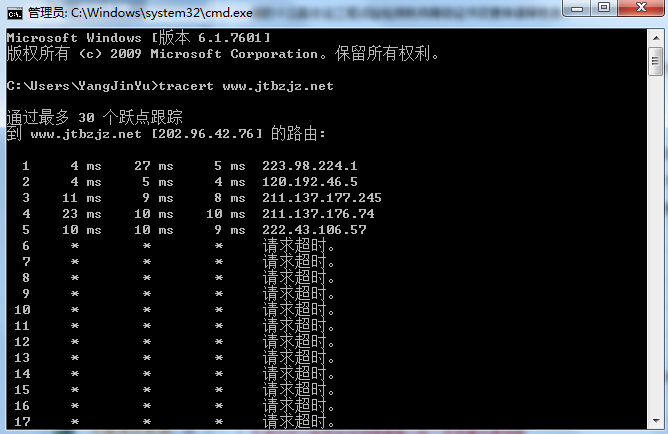 管理员: C:\Windows\system32\cmd.exe
Microsoft Windows [版本 6.1.7601]
版权所有 (c) 2009 Microsoft Corporation。保留所有权利。
C:\Users\YangJinYu>tracert www.jtbzjz.net
通过最多 30 个跃点跟踪
到 www.jtbzjz.net [202.96.42.76] 的路由:
1 4 ms 27 ms 5 ms 223.98.224.1
2 4 ms 5 ms 4 ms 120.192.46.5
3 11 ms 9 ms 8 ms 211.137.177.245
4 23 ms 10 ms 10 ms 211.137.176.74
5 10 ms 10 ms 9 ms 222.43.106.57
6 * * * 请求超时。
7 * * * 请求超时。
8 * * * 请求超时。
9 * * * 请求超时。
10 * * * 请求超时。
11 * * * 请求超时。
12 * * * 请求超时。
13 * * * 请求超时。
14 * * * 请求超时。
15 * * * 请求超时。
16 * * * 请求超时。
17 * * * 请求超时。